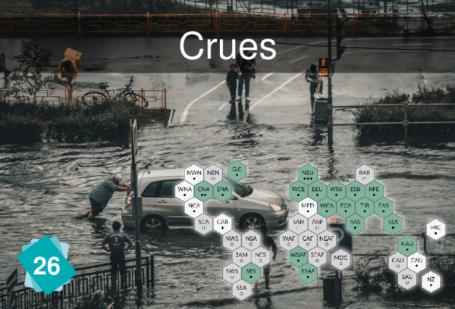 Crues
NWN NEN GIC NEU RAR
WNA CNA ENA WCE EEU WSB ESB RFE
NCA MED WCA ECA TIB EAS
SCA CAR SAH ARP SAS SEA PAC
NWS NSA WAF CAF NEAF NAU
SAM NES WSAF SEAF MDG CAU EAU
SWS SES ESAF SAU NZ
SSA
26